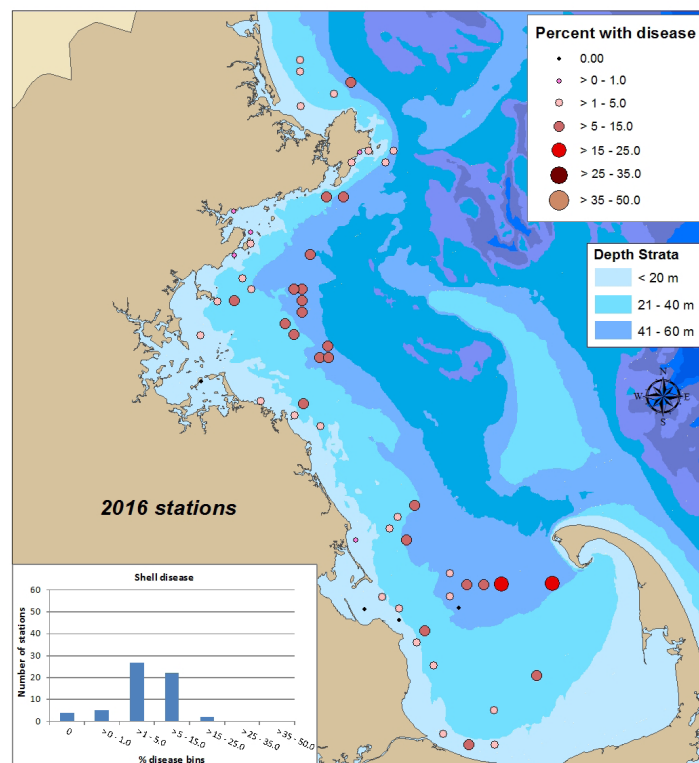 Percent with disease
0.00
> 0 - 1.0
> 1 - 5.0
> 5 - 15.0
> 15 - 25.0
> 25 - 35.0
> 35 - 50.0
Depth Strata
< 20 m
21 - 40 m
41 - 60 m
N
W E
S
2016 stations
Shell disease
Number of stations
60
50
40
30
20
10
0
0
>0 - 1.0
>1 - 5.0
>5 - 15.0
>15 - 25.0
>25 - 35.0
>35 - 50.0
% disease bins